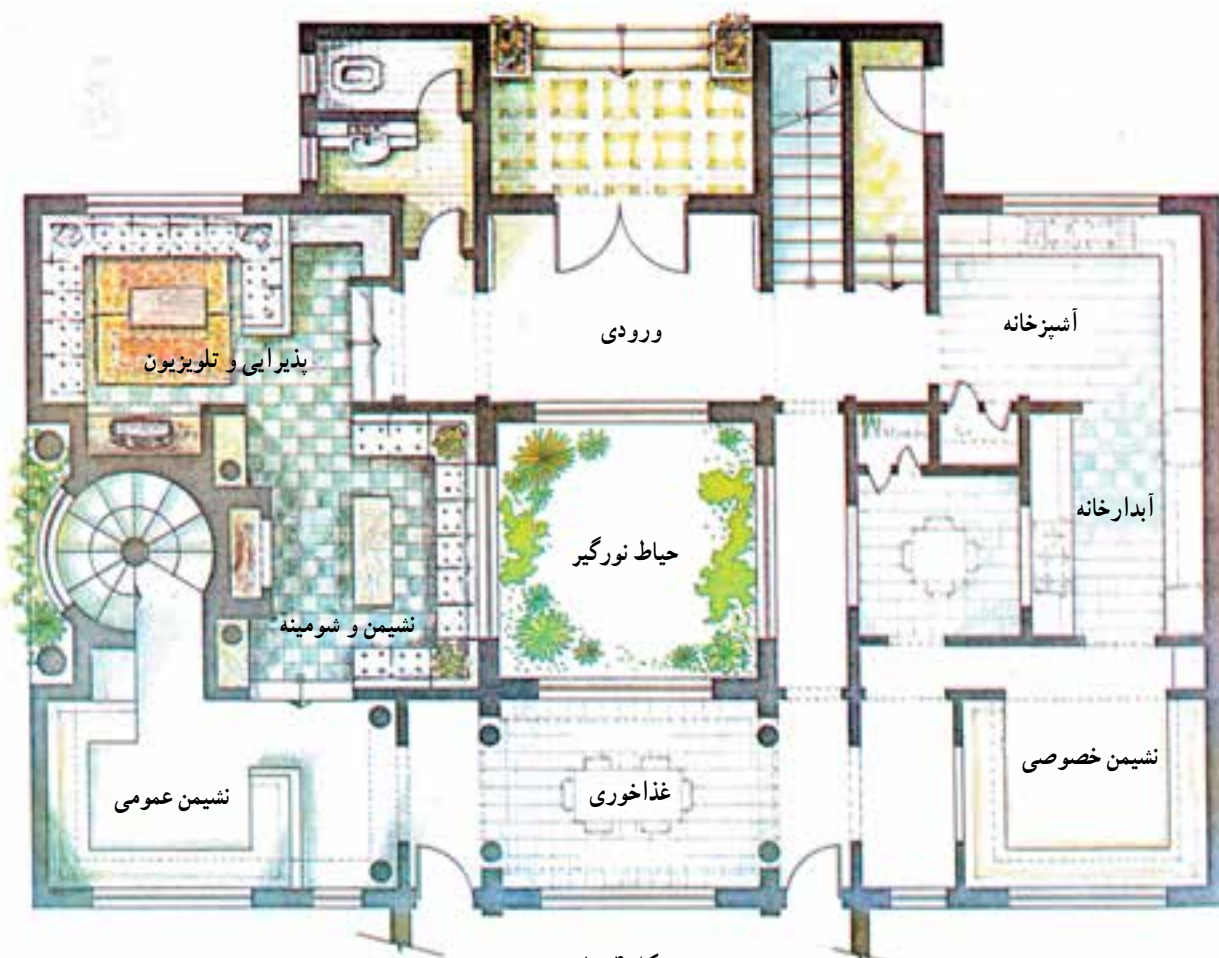 ورودی
آشپزخانه
پذیرایی و تلویزیون
آبدارخانه
حیاط نورگیر
نشیمن و شومینه
نشیمن خصوصی
غذاخوری
نشیمن عمومی